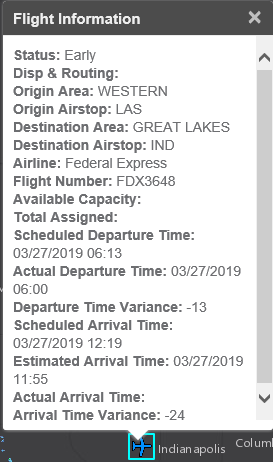 Flight Information
Status: Early
Disp & Routing:
Origin Area: WESTERN
Origin Airstop: LAS
Destination Area: GREAT LAKES
Destination Airstop: IND
Airline: Federal Express
Flight Number: FDX3648
Available Capacity:
Total Assigned:
Scheduled Departure Time:
03/27/2019 06:13
Actual Departure Time: 03/27/2019
06:00
Departure Time Variance: -13
Scheduled Arrival Time:
03/27/2019 12:19
Estimated Arrival Time: 03/27/2019
11:55
Actual Arrival Time:
Arrival Time Variance: -24
Indianapolis
Colum